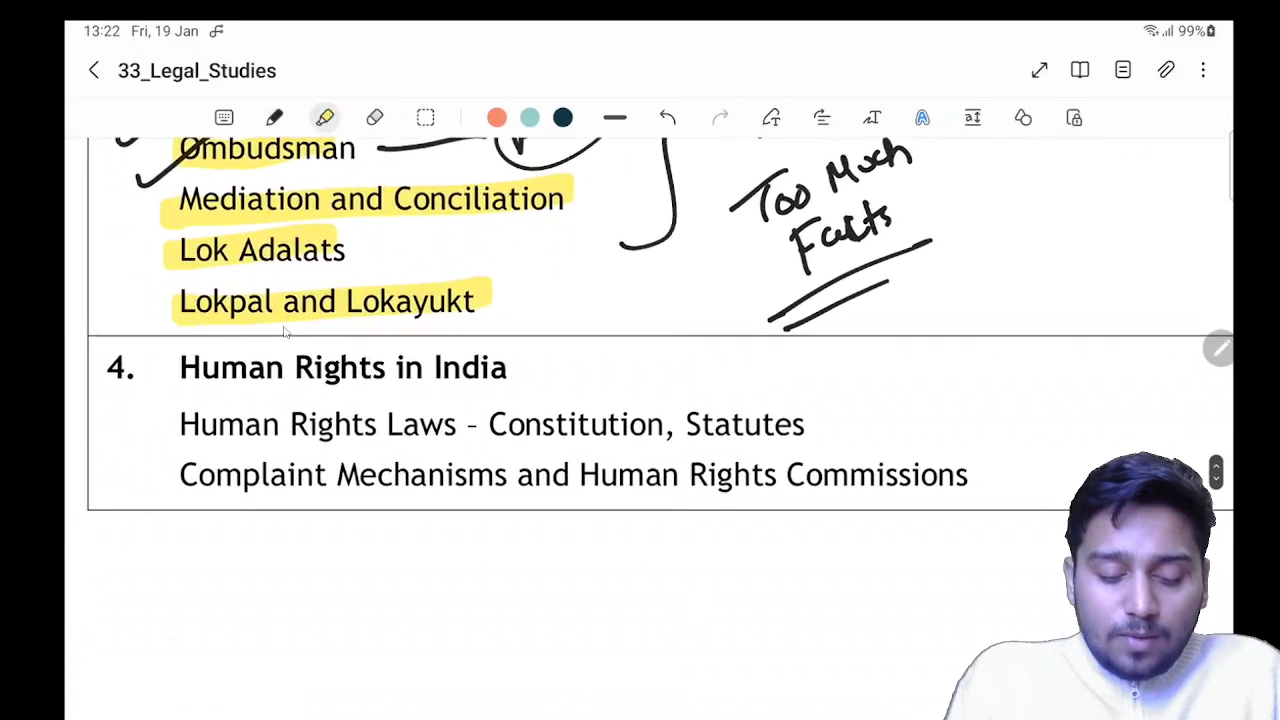 13:22 Fri, 19 Jan
99%
33_Legal_Studies
Ombudsman
Too Much
Facts
Mediation and Conciliation
Lok Adalats
Lokpal and Lokayukt
4. Human Rights in India
Human Rights Laws – Constitution, Statutes
Complaint Mechanisms and Human Rights Commissions